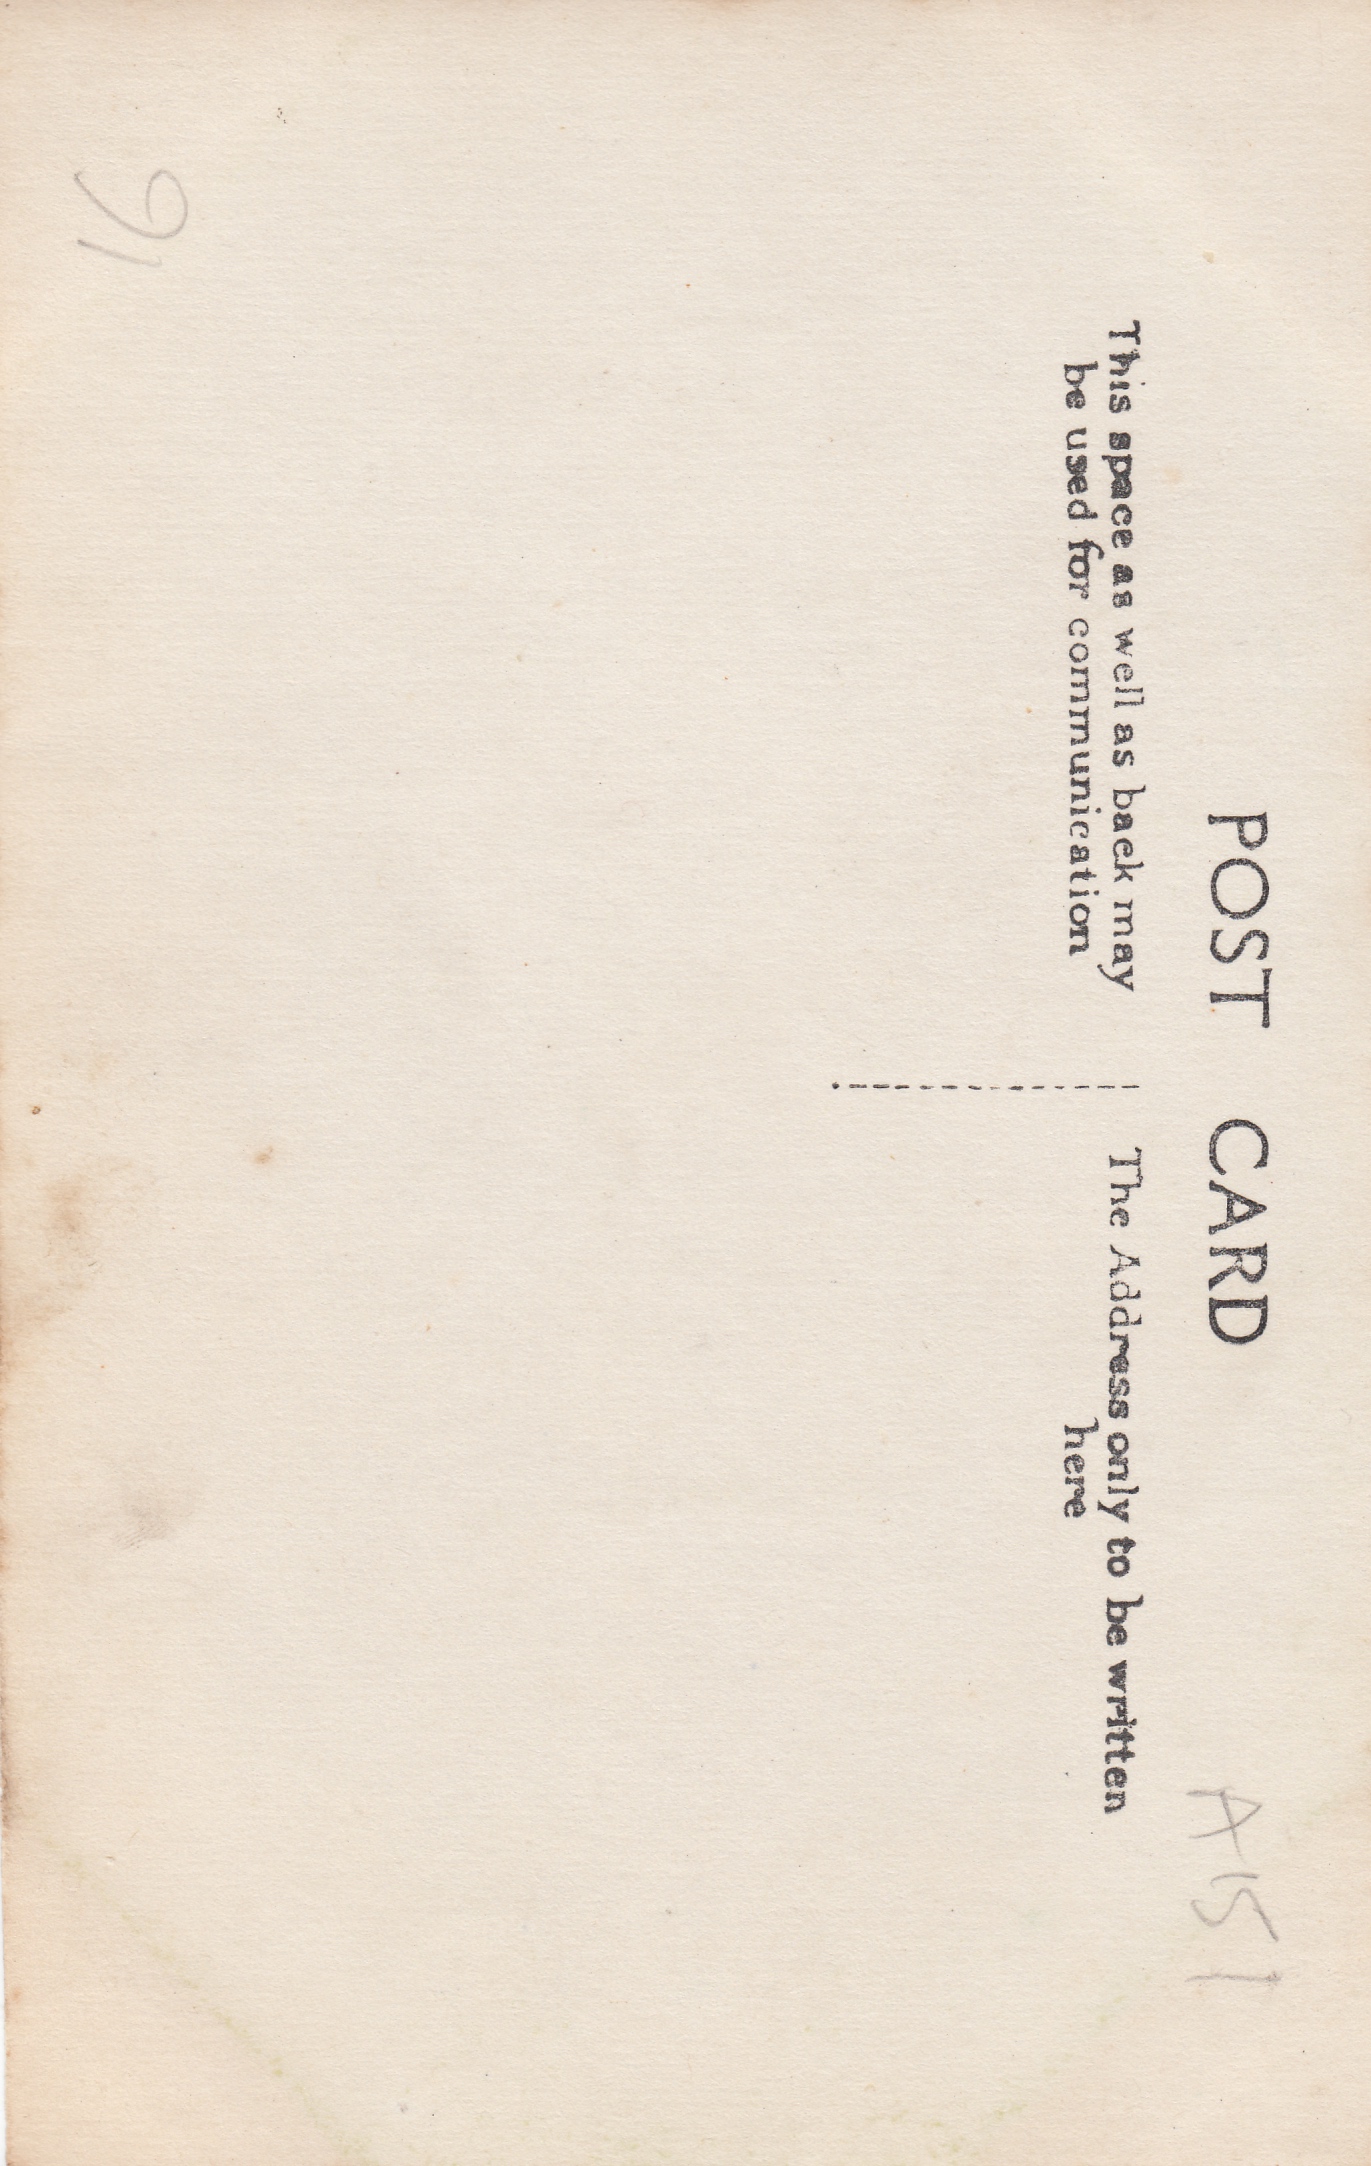 POST CARD
A151
This space as well as back may
be used for communication
The Address only to be written
here
91